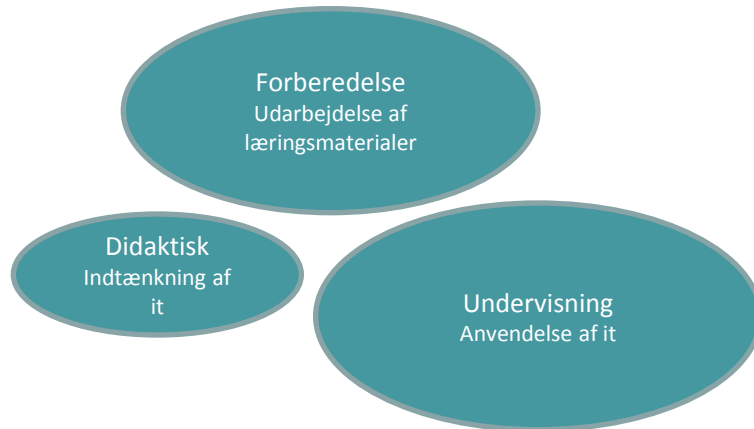 Forberedelse
Udarbejdelse af
læringsmaterialer
Didaktisk
Indtænkning af
it
Undervisning
Anvendelse af it